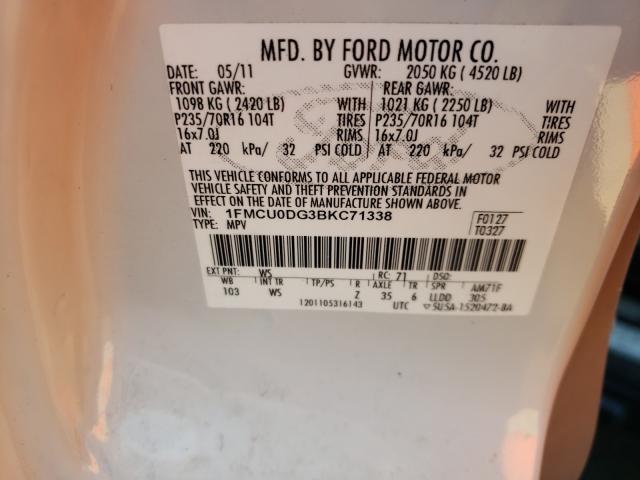 MFD. BY FORD MOTOR CO.
DATE: 05/11 GVWR: 2050 KG ( 4520 LB)
FRONT GAWR: REAR GAWR:
1098 KG ( 2420 LB) WITH 1021 KG ( 2250 LB) WITH
P235/70R16 104T TIRES P235/70R16 104T TIRES
16x7.0J RIMS 16x7.0J RIMS
AT 220 kPa/ 32 PSI COLD AT 220 kPa/ 32 PSI COLD
THIS VEHICLE CONFORMS TO ALL APPLICABLE FEDERAL MOTOR
VEHICLE SAFETY AND THEFT PREVENTION STANDARDS IN
EFFECT ON THE DATE OF MANUFACTURE SHOWN ABOVE.
VIN: 1FMCU0DG3BKC71338 F0127
TYPE: MPV T0327
EXT PNT: WS RC: 71 DSO:
WB INT TR TP/PS R AXLE TR SPR AM71F
103 WS Z 35 6 LLDD 305
1201105316143 UTC ▽5USA-1520472-BA